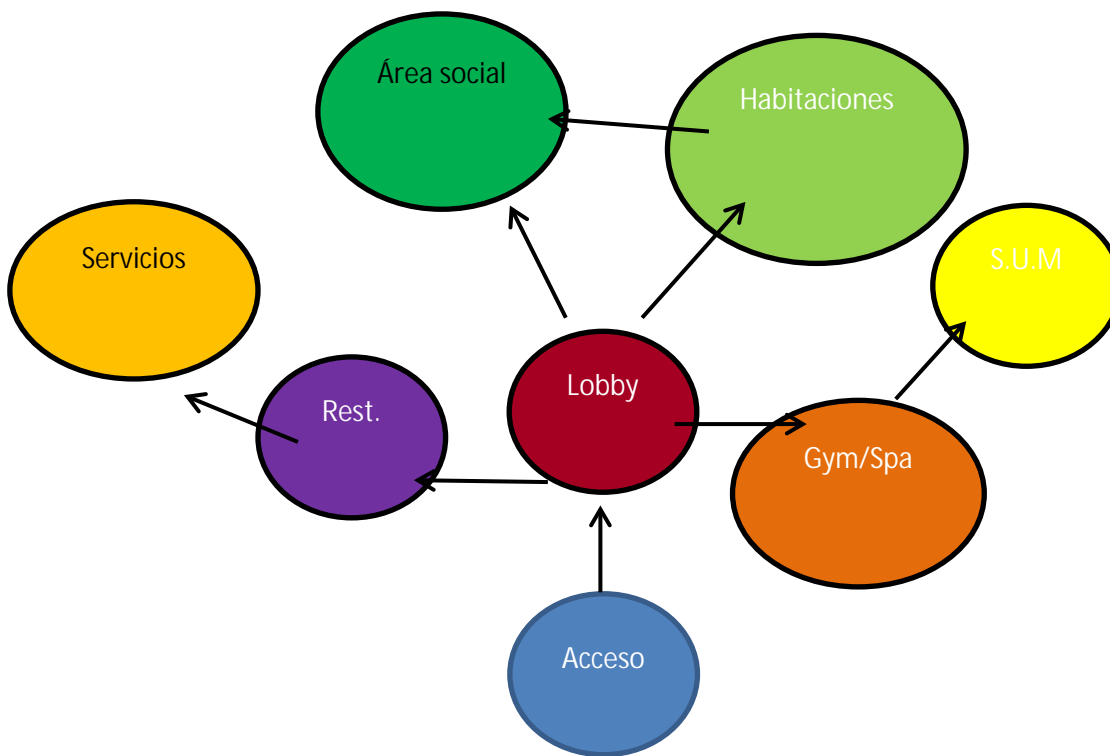 Área social
Habitaciones
Servicios
S.U.M
Rest.
Lobby
Gym/Spa
Acceso